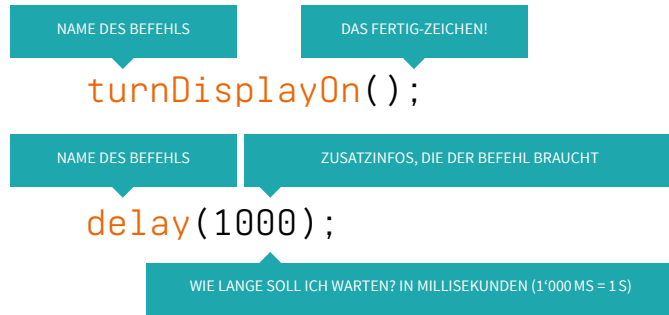 NAME DES BEFEHLS
DAS FERTIG-ZEICHEN!
turnDisplayOn();
NAME DES BEFEHLS
ZUSATZINFOS, DIE DER BEFEHL BRAUCHT
delay(1000);
WIE LANGE SOLL ICH WARTEN? IN MILLISEKUNDEN (1‘000 MS = 1 S)